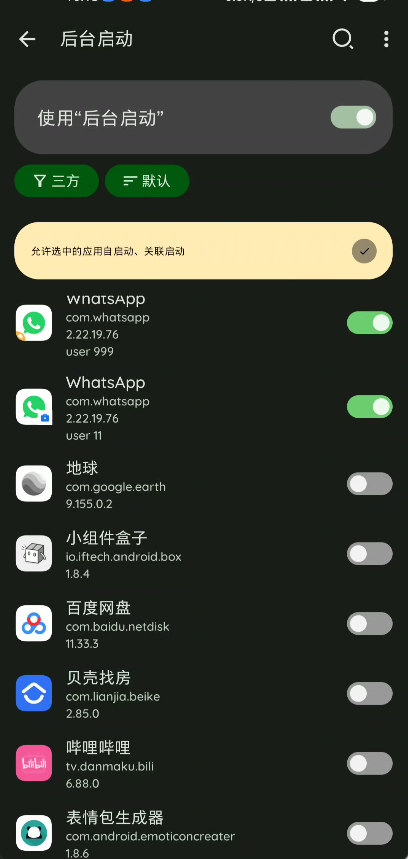 后台启动
使用“后台启动”
三方
默认
允许选中的应用自启动、关联启动
WhatsApp
com.whatsapp
2.22.19.76
user 999
WhatsApp
com.whatsapp
2.22.19.76
user 11
地球
com.google.earth
9.155.0.2
小组件盒子
io.iftech.android.box
1.8.4
百度网盘
com.baidu.netdisk
11.33.3
贝壳找房
com.lianjia.beike
2.85.0
哔哩哔哩
bilibili
tv.danmaku.bili
6.88.0
表情包生成器
com.android.emoticoncreater
1.8.6